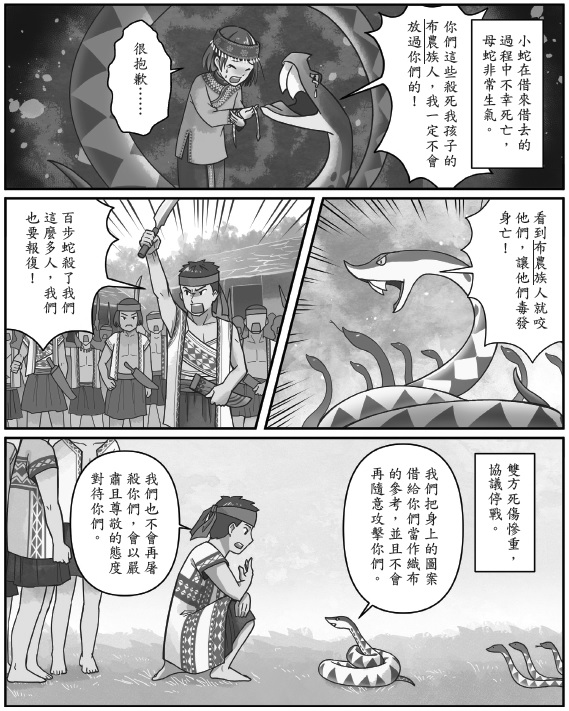 小蛇在借來借去的
過程中不幸死亡，
母蛇非常生氣。
你們這些殺死我孩子的
布農族人，我一定不會
放過你們的！
很抱歉……
看到布農族人就咬
他們，讓他們毒發
身亡！
百步蛇殺了我們
這麼多人，我們
也要報復！
雙方死傷慘重，
協議停戰。
我們把身上的圖案
借給你們當作織布
的參考，並且不會
再隨意攻擊你們。
我們也不會再屠
殺你們，會以嚴
肅且尊敬的態度
對待你們。